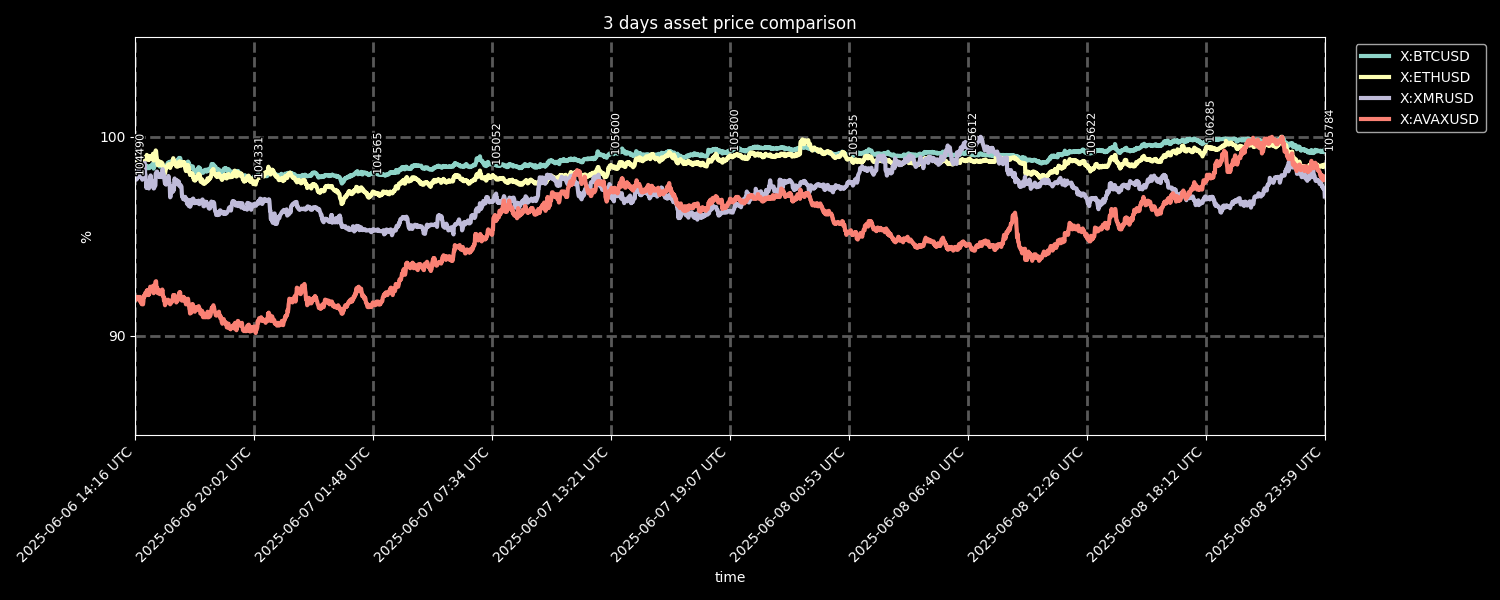 3 days asset price comparison
X:BTCUSD
X:ETHUSD
X:XMRUSD
X:AVAXUSD
100
90
%
104490
104331
104565
105052
105600
105800
105535
105612
105622
106285
105784
2025-06-06 14:16 UTC
2025-06-06 20:02 UTC
2025-06-07 01:48 UTC
2025-06-07 07:34 UTC
2025-06-07 13:21 UTC
2025-06-07 19:07 UTC
2025-06-08 00:53 UTC
2025-06-08 06:40 UTC
2025-06-08 12:26 UTC
2025-06-08 18:12 UTC
2025-06-08 23:59 UTC
time